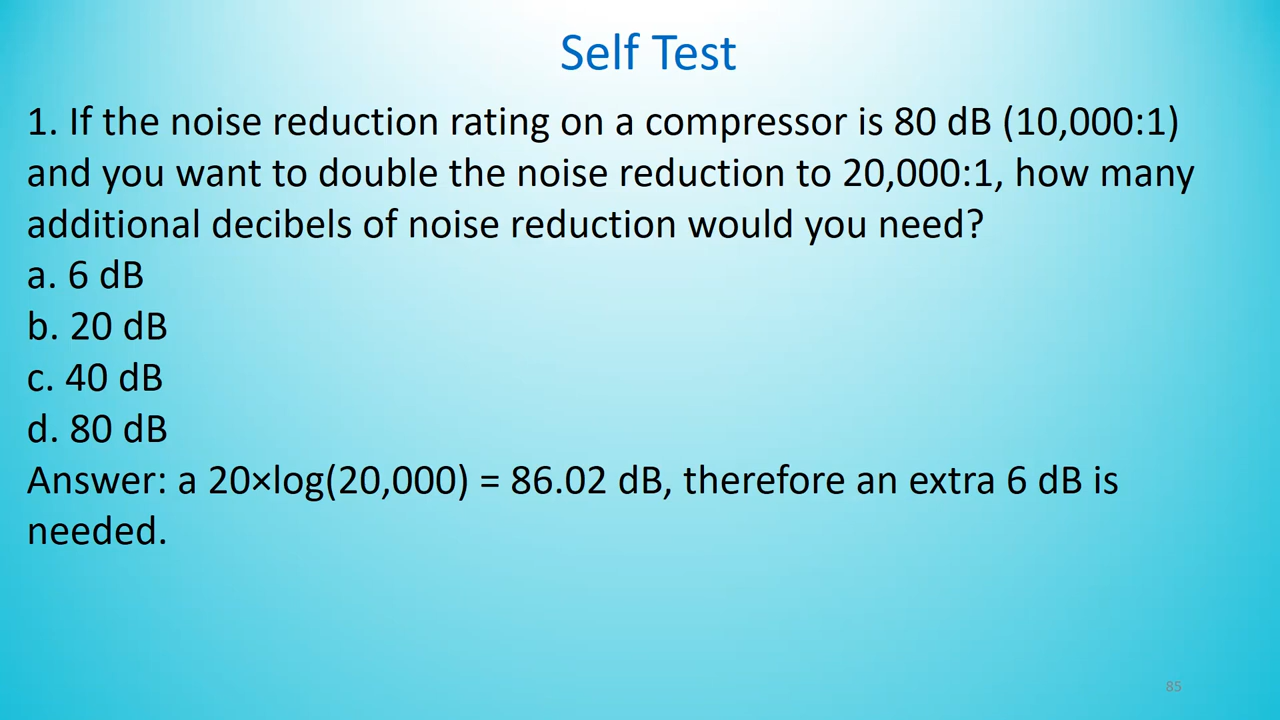 Self Test
1. If the noise reduction rating on a compressor is 80 dB (10,000:1)
and you want to double the noise reduction to 20,000:1, how many
additional decibels of noise reduction would you need?
a. 6 dB
b. 20 dB
c. 40 dB
d. 80 dB
Answer: a 20×log(20,000) = 86.02 dB, therefore an extra 6 dB is
needed.
85